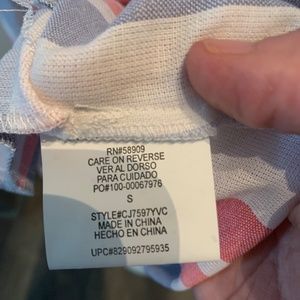 RN#58909
CARE ON REVERSE
VER AL DORSO
PARA CUIDADO
PO#100-00067976
S
STYLE#CJ7597YVC
MADE IN CHINA
HECHO EN CHINA
UPC#829092795935